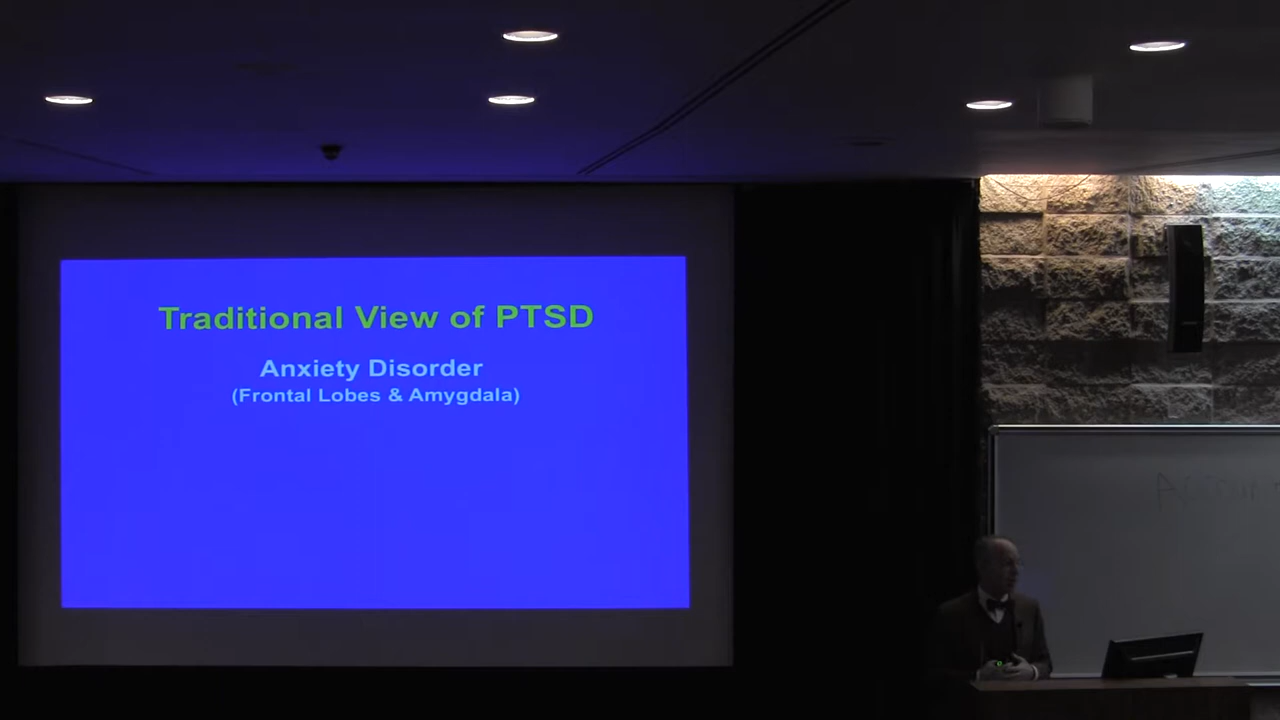 Traditional View of PTSD
Anxiety Disorder
(Frontal Lobes & Amygdala)